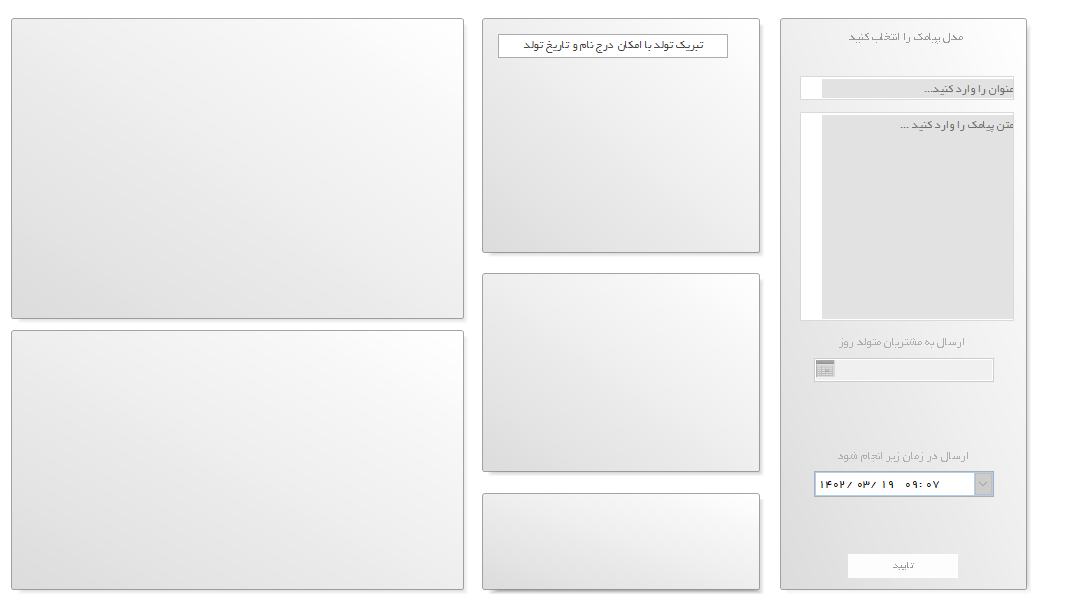 مدل پیامک را انتخاب کنید
عنوان را وارد کنید...
متن پیامک را وارد کنید ...
ارسال به مشتریان متولد روز
ارسال در زمان زیر انجام شود
۱۴۰۲/ ۰۳/ ۱۹ ۰۹: ۰۷
تایید
تبریک تولد با امکان درج نام و تاریخ تولد